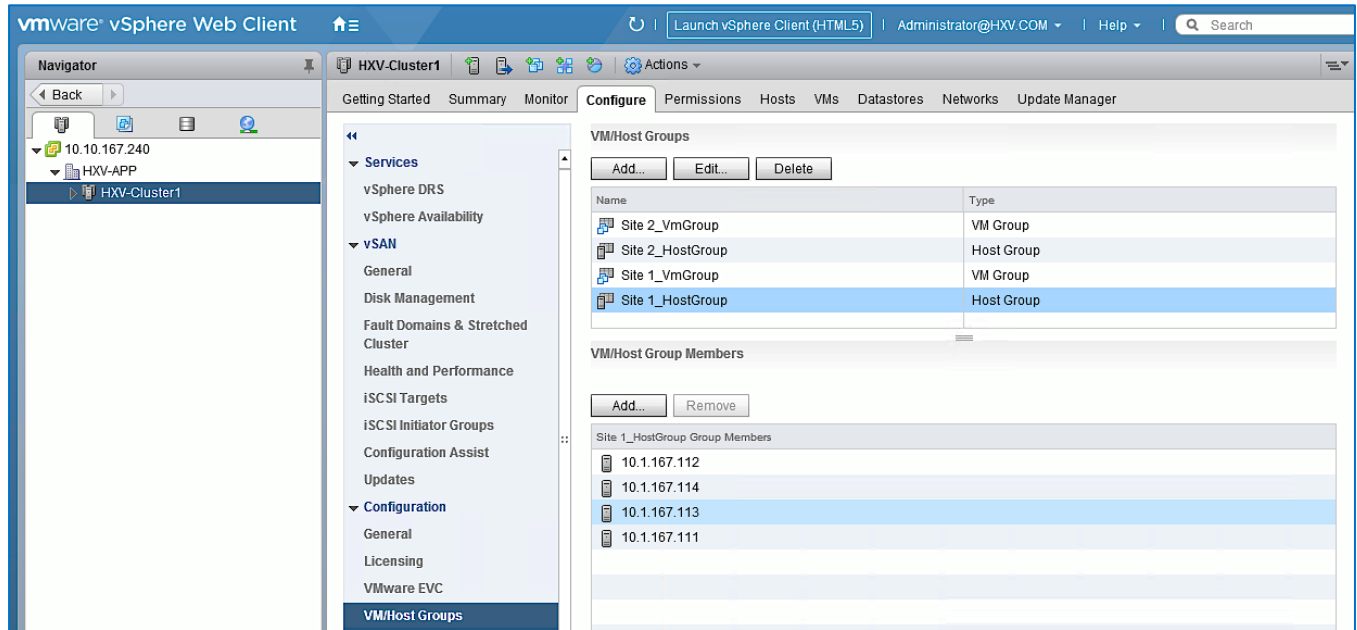 vmware® vSphere Web Client
Launch vSphere Client (HTML5)
Administrator@HXV.COM
Help
Search
Navigator
Back
10.10.167.240
HXV-APP
HXV-Cluster1
HXV-Cluster1
Actions
Getting Started
Summary
Monitor
Configure
Permissions
Hosts
VMs
Datastores
Networks
Update Manager
Services
vSphere DRS
vSphere Availability
vSAN
General
Disk Management
Fault Domains & Stretched
Cluster
Health and Performance
iSCSI Targets
iSCSI Initiator Groups
Configuration Assist
Updates
Configuration
General
Licensing
VMware EVC
VM/Host Groups
VM/Host Groups
Add...
Edit...
Delete
Name
Type
Site 2_VmGroup
VM Group
Site 2_HostGroup
Host Group
Site 1_VmGroup
VM Group
Site 1_HostGroup
Host Group
VM/Host Group Members
Add...
Remove
Site 1_HostGroup Group Members
10.1.167.112
10.1.167.114
10.1.167.113
10.1.167.111